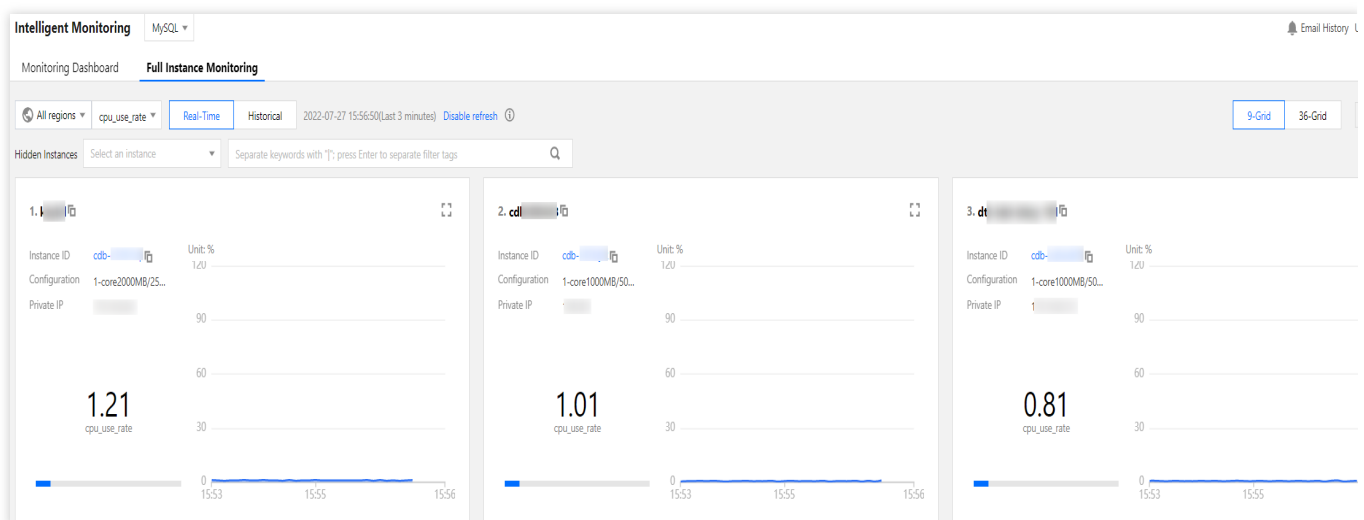 Intelligent Monitoring MySQL Email History
Monitoring Dashboard Full Instance Monitoring
All regions cpu_use_rate Real-Time Historical 2022-07-27 15:56:50(Last 3 minutes) Disable refresh 9-Grid 36-Grid
Hidden Instances Select an instance Separate keywords with "|"; press Enter to separate filter tags
1.
Instance ID cdb-
Configuration 1-core2000MB/25...
Private IP
1.21
cpu_use_rate
Unit: %
120
90
60
30
0
15:53 15:55 15:56
2. cdl
Instance ID cdb-
Configuration 1-core1000MB/50...
Private IP
1.01
cpu_use_rate
Unit: %
120
90
60
30
0
15:53 15:55 15:56
3. dt
Instance ID cdb-
Configuration 1-core1000MB/50...
Private IP
0.81
cpu_use_rate
Unit: %
120
90
60
30
0
15:53 15:55